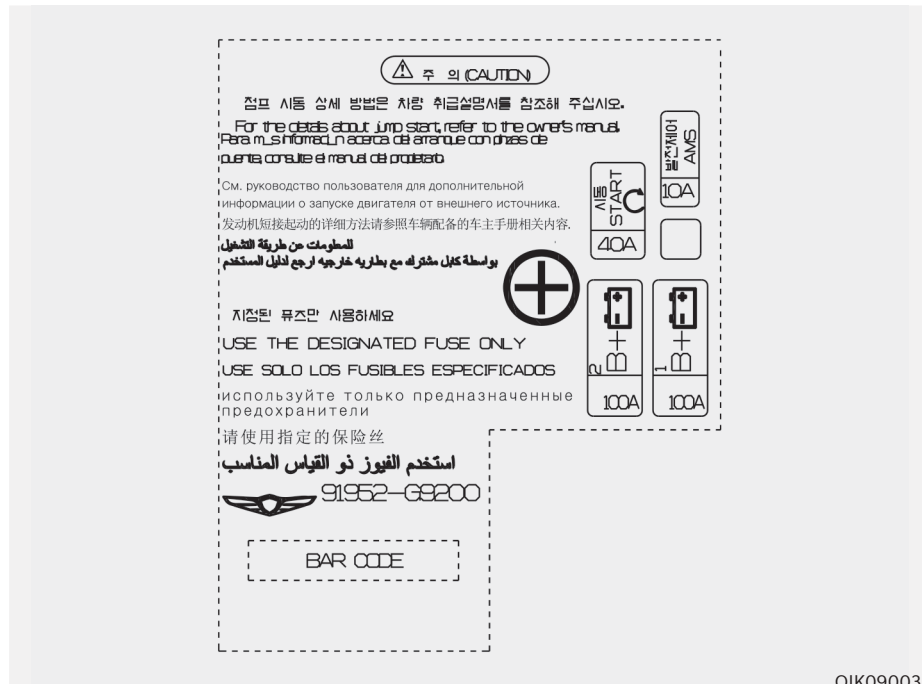 주 의(CAUTION)
점프 시동 상세 방법은 차량 취급설명서를 참조해 주십시오.
For the details about jump start, refer to the owner's manual.
Para m_s informaci_n acerca del arranque con pinzas de
puente, consulte el manual del propietario.
См. руководство пользователя для дополнительной
информации о запуске двигателя от внешнего источника.
发动机短接起动的详细方法请参照车辆配备的车主手册相关内容.
للمعلومات عن طريقة التشغيل
بواسطة كابل مشترك مع بطاريه خارجيه ارجع لدليل المستخدم
지정된 퓨즈만 사용하세요
USE THE DESIGNATED FUSE ONLY
USE SOLO LOS FUSIBLES ESPECIFICADOS
используйте только предназначенные
предохранители
请使用指定的保险丝
استخدم الفيوز ذو القياس المناسب
91952-G9200
BAR CODE
발전제어
AMS
10A
시동
START
40A
2 B+
100A
1 B+
100A
OIK09003